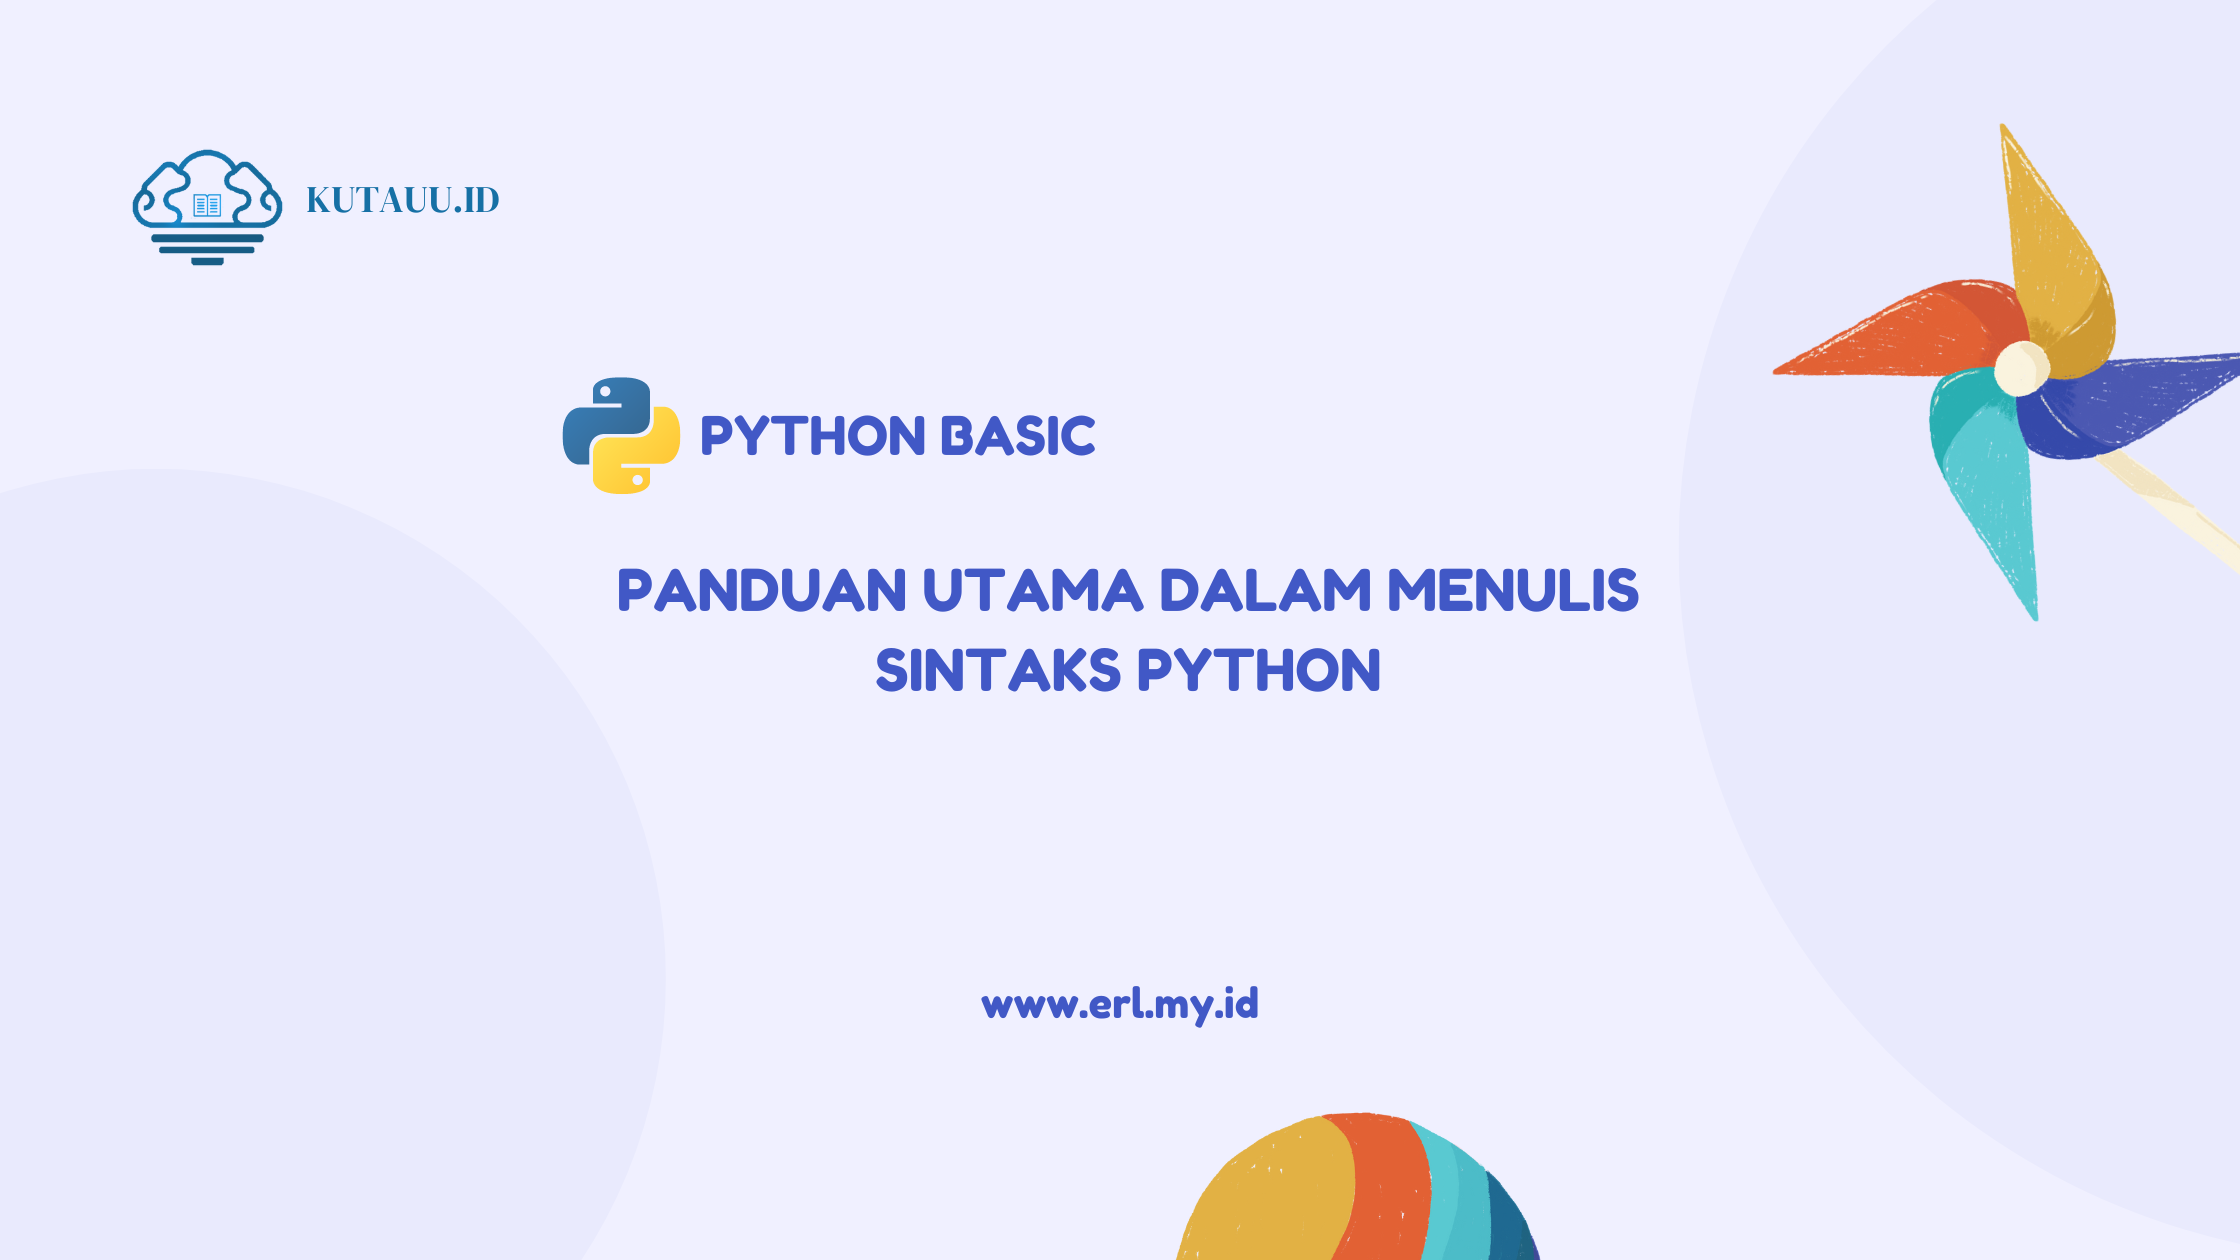 KUTAUU.ID
PYTHON BASIC
PANDUAN UTAMA DALAM MENULIS
SINTAKS PYTHON
www.erl.my.id